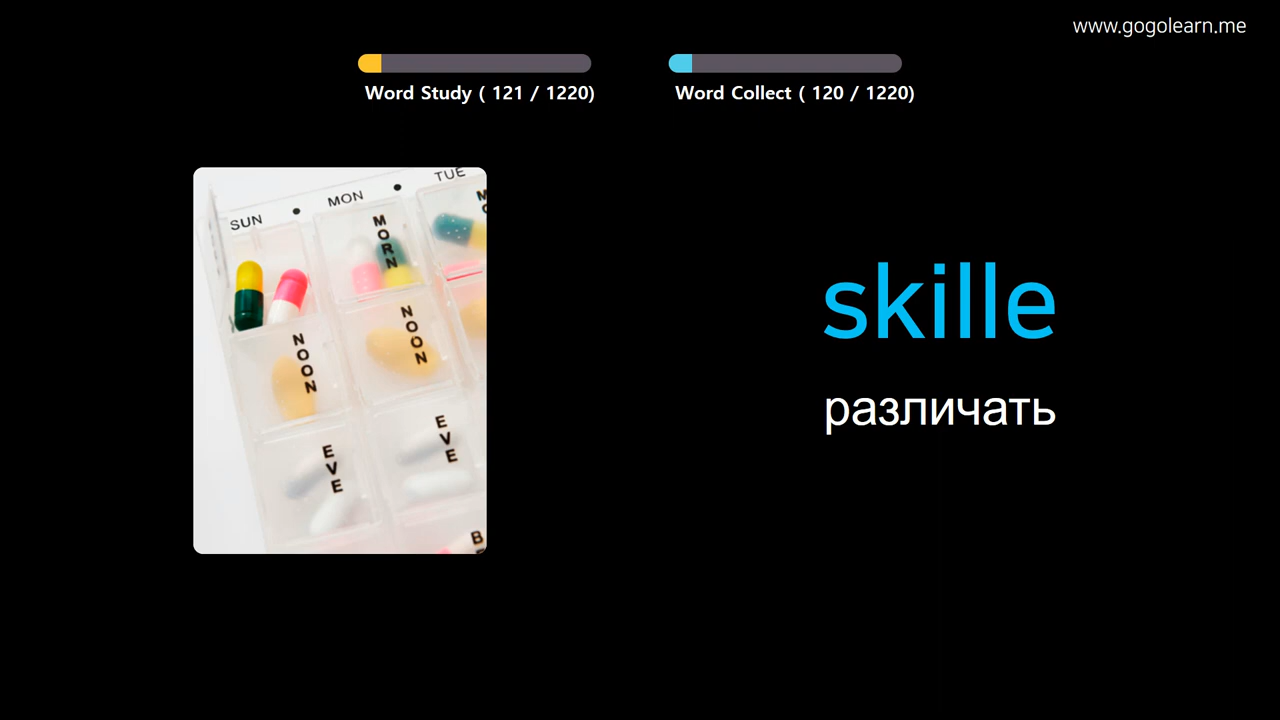 www.gogolearn.me
Word Study ( 121 / 1220)
Word Collect ( 120 / 1220)
SUN • MON • TUE
MORN
NOON
NOON
EVE
EVE
skille
различать